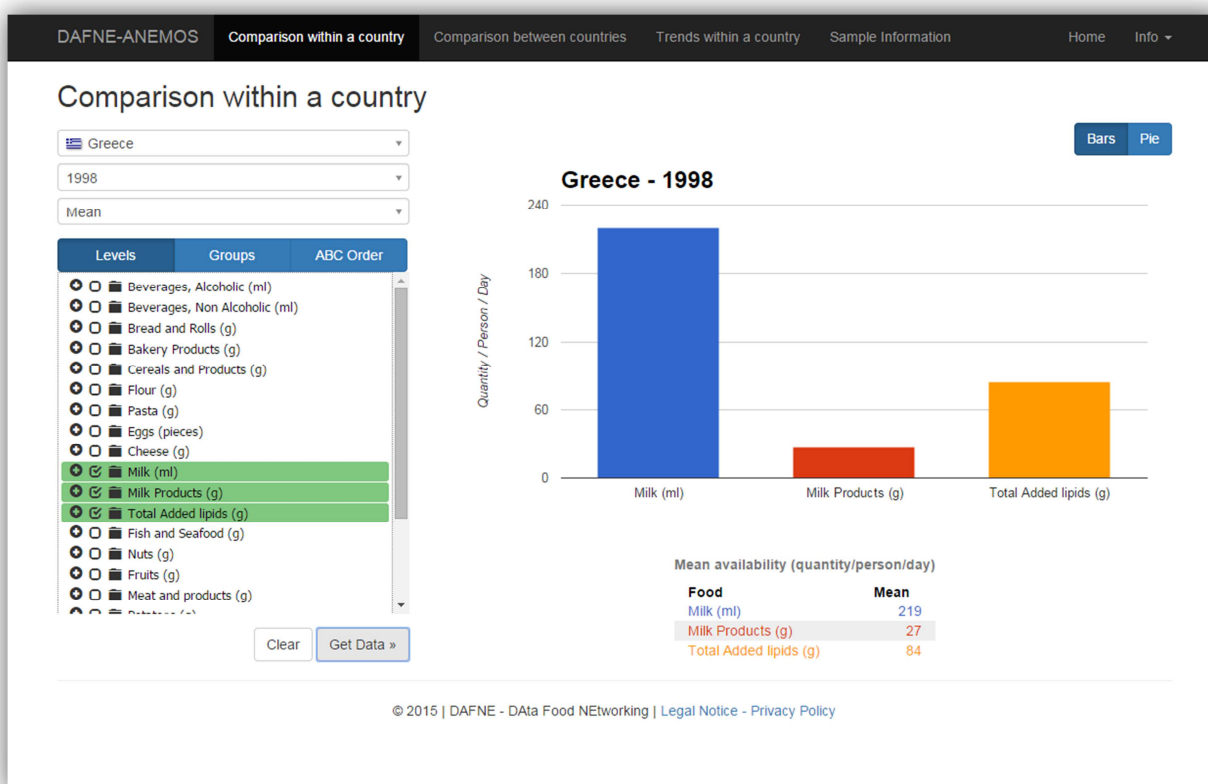 DAFNE-ANEMOS Comparison within a country Comparison between countries Trends within a country Sample Information Home Info
Comparison within a country
Greece
1998
Mean
Levels Groups ABC Order
Beverages, Alcoholic (ml)
Beverages, Non Alcoholic (ml)
Bread and Rolls (g)
Bakery Products (g)
Cereals and Products (g)
Flour (g)
Pasta (g)
Eggs (pieces)
Cheese (g)
Milk (ml)
Milk Products (g)
Total Added lipids (g)
Fish and Seafood (g)
Nuts (g)
Fruits (g)
Meat and products (g)
Clear Get Data »
Bars Pie
Greece - 1998
Quantity / Person / Day
240
180
120
60
0
Milk (ml) Milk Products (g) Total Added lipids (g)
Mean availability (quantity/person/day)
Food Mean
Milk (ml) 219
Milk Products (g) 27
Total Added lipids (g) 84
© 2015 | DAFNE - DAta Food NEtworking | Legal Notice - Privacy Policy